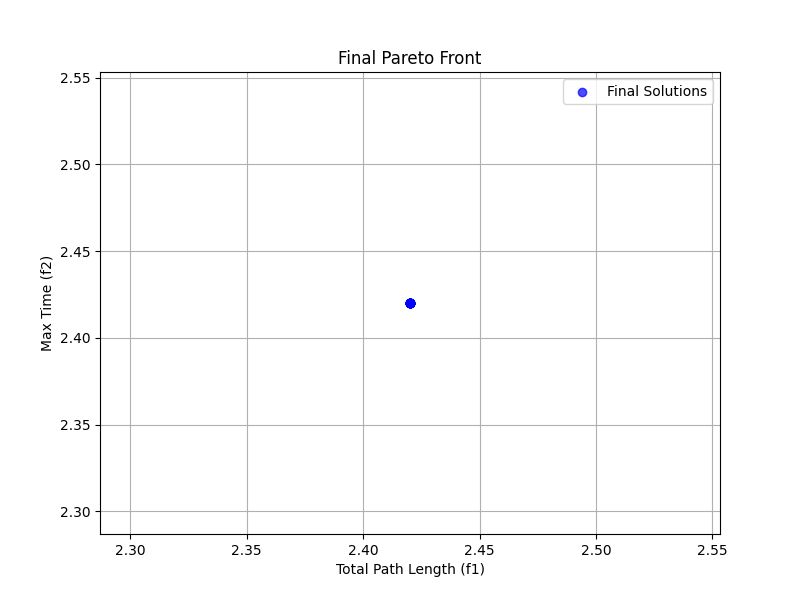 Final Pareto Front
Final Solutions
Max Time (f2)
2.55
2.50
2.45
2.40
2.35
2.30
2.30 2.35 2.40 2.45 2.50 2.55
Total Path Length (f1)